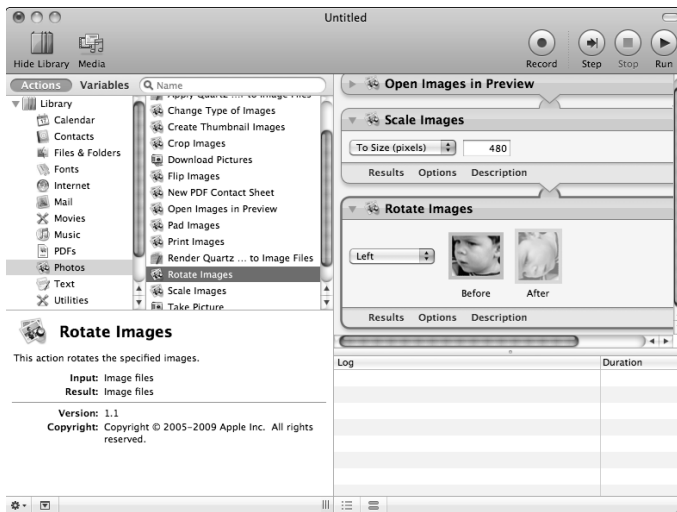 Untitled
Hide Library Media
Record Step Stop Run
Actions Variables Name
Library
Calendar
Contacts
Files & Folders
Fonts
Internet
Mail
Movies
Music
PDFs
Photos
Text
Utilities
Apply Quartz ... to Image Files
Change Type of Images
Create Thumbnail Images
Crop Images
Download Pictures
Flip Images
New PDF Contact Sheet
Open Images in Preview
Pad Images
Print Images
Render Quartz ... to Image Files
Rotate Images
Scale Images
Take Picture
Rotate Images
This action rotates the specified images.
Input: Image files
Result: Image files
Version: 1.1
Copyright: Copyright © 2005–2009 Apple Inc. All rights
reserved.
Open Images in Preview
Scale Images
To Size (pixels) 480
Results Options Description
Rotate Images
Left
Before After
Results Options Description
Log Duration